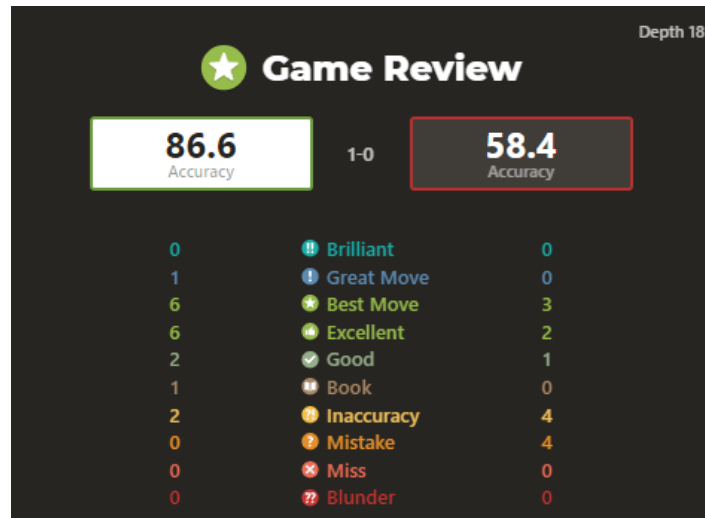 Depth 18
Game Review
86.6 1-0 58.4
Accuracy Accuracy
0 !! Brilliant 0
1 ! Great Move 0
6 Best Move 3
6 Excellent 2
2 Good 1
1 Book 0
2 ?! Inaccuracy 4
0 ? Mistake 4
0 Miss 0
0 ?? Blunder 0